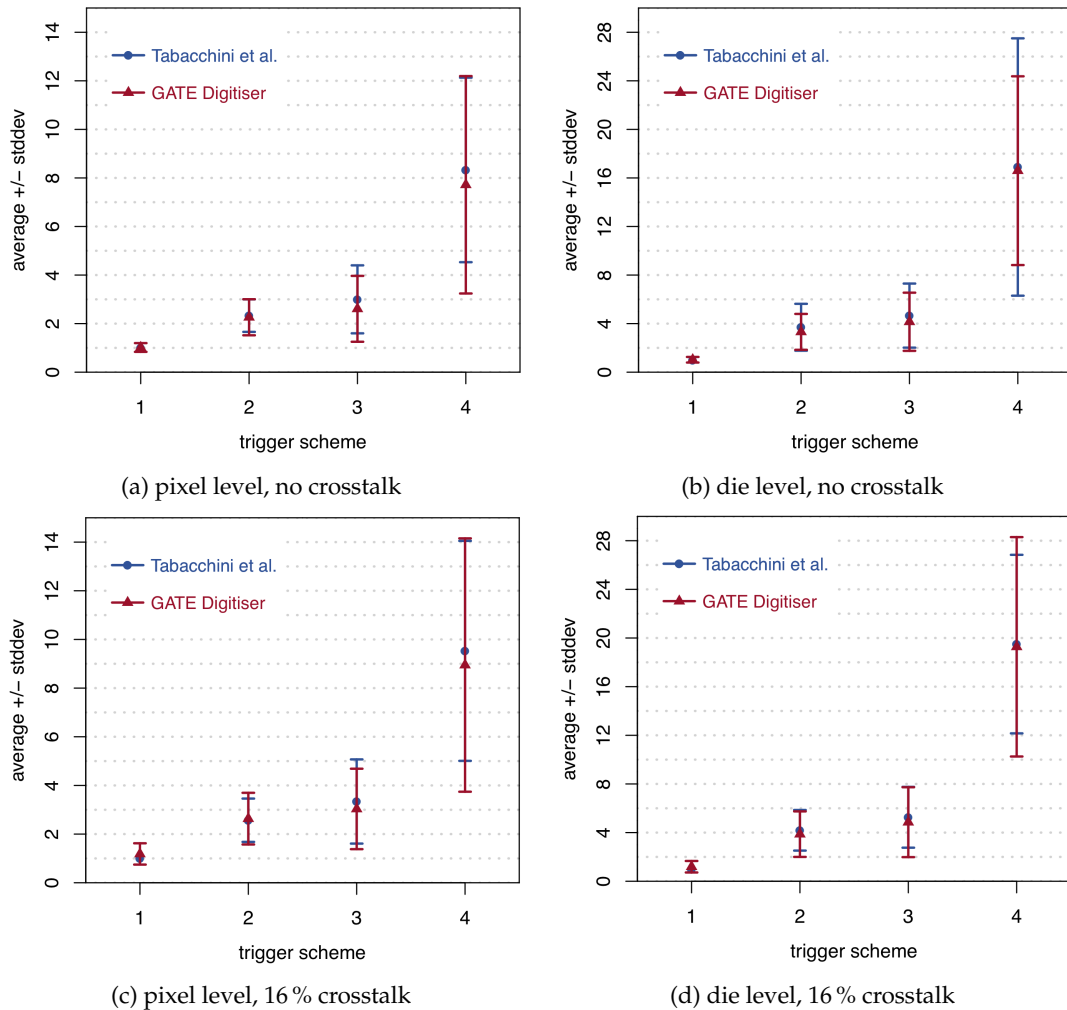 average +/− stddev
14
12
10
8
6
4
2
0
Tabacchini et al.
GATE Digitiser
1 2 3 4
trigger scheme
(a) pixel level, no crosstalk
average +/− stddev
28
24
20
16
12
8
4
0
Tabacchini et al.
GATE Digitiser
1 2 3 4
trigger scheme
(b) die level, no crosstalk
average +/− stddev
14
12
10
8
6
4
2
0
Tabacchini et al.
GATE Digitiser
1 2 3 4
trigger scheme
(c) pixel level, 16 % crosstalk
average +/− stddev
28
24
20
16
12
8
4
0
Tabacchini et al.
GATE Digitiser
1 2 3 4
trigger scheme
(d) die level, 16 % crosstalk